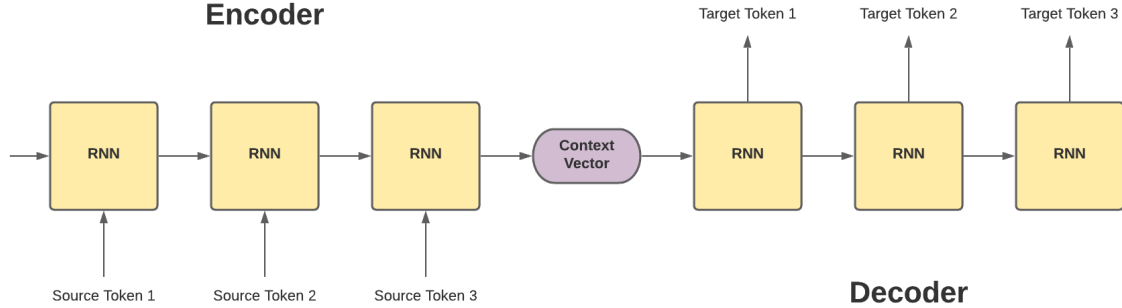 Encoder
Target Token 1
Target Token 2
Target Token 3
RNN
RNN
RNN
Context
Vector
RNN
RNN
RNN
Source Token 1
Source Token 2
Source Token 3
Decoder